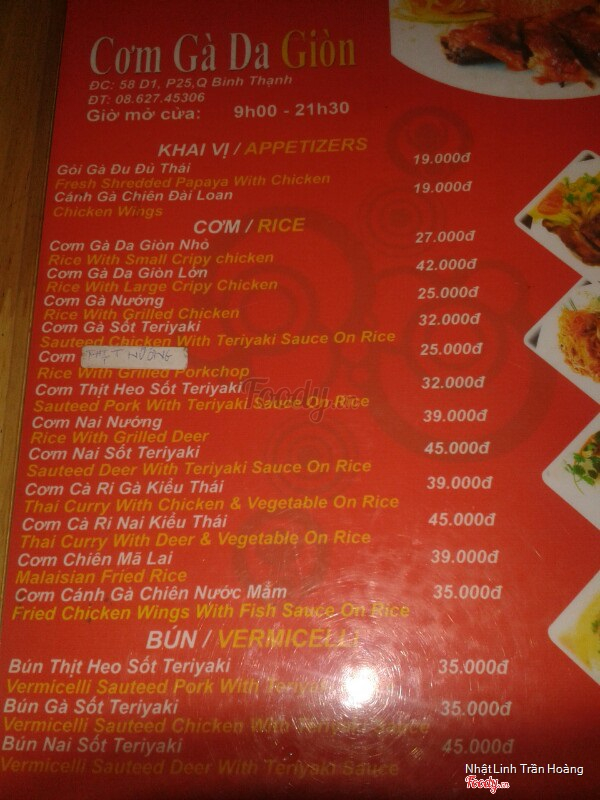 Cơm Gà Da Giòn
ĐC: 58 D1, P25,Q Bình Thạnh
ĐT: 08.627.45306
Giờ mở cửa: 9h00 - 21h30
KHAI VỊ / APPETIZERS
Gỏi Gà Đu Đủ Thái 19.000đ
Fresh Shredded Papaya With Chicken
Cánh Gà Chiên Đài Loan 19.000đ
Chicken Wings
CƠM / RICE
Cơm Gà Da Giòn Nhỏ 27.000đ
Rice With Small Cripy chicken
Cơm Gà Da Giòn Lớn 42.000đ
Rice With Large Cripy Chicken
Cơm Gà Nướng 25.000đ
Rice With Grilled Chicken
Cơm Gà Sốt Teriyaki 32.000đ
Sauteed Chicken With Teriyaki Sauce On Rice
Cơm NƯỚNG 25.000đ
Rice With Grilled Porkchop
Cơm Thịt Heo Sốt Teriyaki 32.000đ
Sauteed Pork With Teriyaki Sauce On Rice
Cơm Nai Nướng 39.000đ
Rice With Grilled Deer
Cơm Nai Sốt Teriyaki 45.000đ
Sauteed Deer With Teriyaki Sauce On Rice
Cơm Cà Ri Gà Kiểu Thái 39.000đ
Thai Curry With Chicken & Vegetable On Rice
Cơm Cà Ri Nai Kiểu Thái 45.000đ
Thai Curry With Deer & Vegetable On Rice
Cơm Chiên Mã Lai 39.000đ
Malaisian Fried Rice
Cơm Cánh Gà Chiên Nước Mắm 35.000đ
Fried Chicken Wings With Fish Sauce On Rice
BÚN / VERMICELLI
Bún Thịt Heo Sốt Teriyaki 35.000đ
Vermicelli Sauteed Pork With Teriyaki Sauce
Bún Gà Sốt Teriyaki 35.000đ
Vermicelli Sauteed Chicken With Teriyaki Sauce
Bún Nai Sốt Teriyaki 45.000đ
Vermicelli Sauteed Deer With Teriyaki Sauce
Foody.vn
Nhật Linh Trần Hoàng
Foody.vn